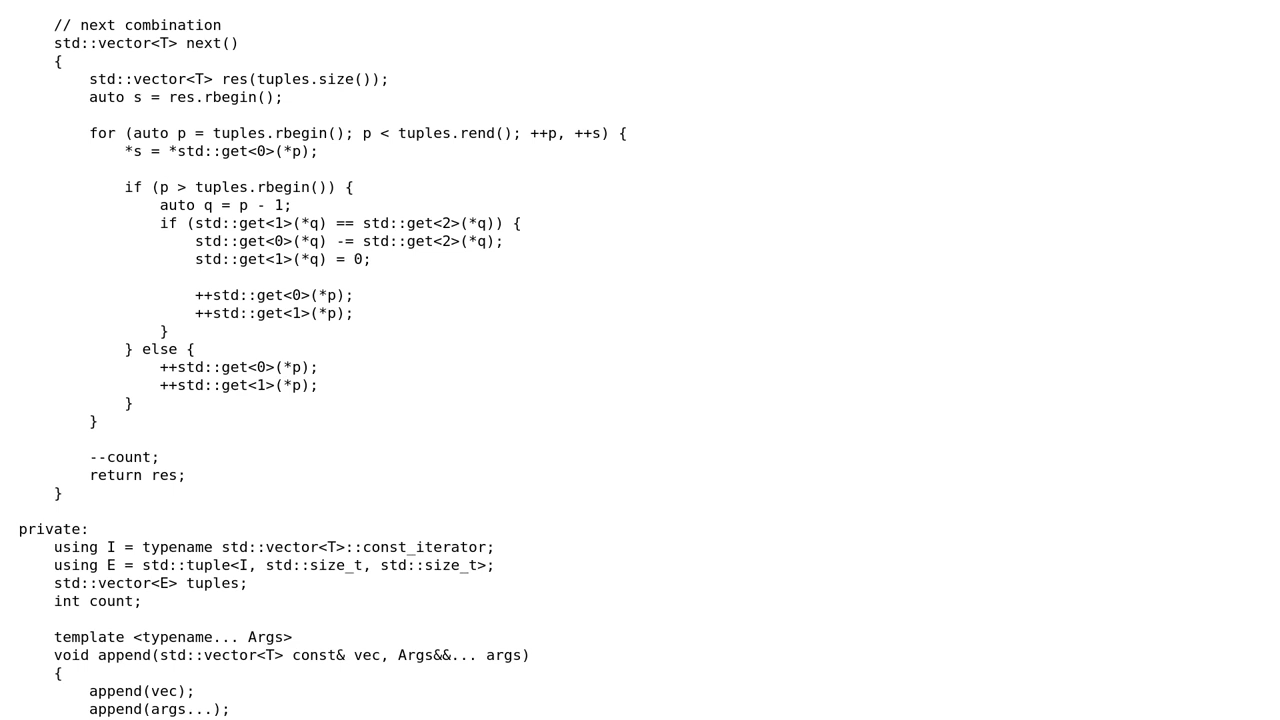 // next combination
    std::vector<T> next()
    {
        std::vector<T> res(tuples.size());
        auto s = res.rbegin();

        for (auto p = tuples.rbegin(); p < tuples.rend(); ++p, ++s) {
            *s = *std::get<0>(*p);

            if (p > tuples.rbegin()) {
                auto q = p - 1;
                if (std::get<1>(*q) == std::get<2>(*q)) {
                    std::get<0>(*q) -= std::get<2>(*q);
                    std::get<1>(*q) = 0;

                    ++std::get<0>(*p);
                    ++std::get<1>(*p);
                }
            } else {
                ++std::get<0>(*p);
                ++std::get<1>(*p);
            }
        }

        --count;
        return res;
    }

private:
    using I = typename std::vector<T>::const_iterator;
    using E = std::tuple<I, std::size_t, std::size_t>;
    std::vector<E> tuples;
    int count;

    template <typename... Args>
    void append(std::vector<T> const& vec, Args&&... args)
    {
        append(vec);
        append(args...);